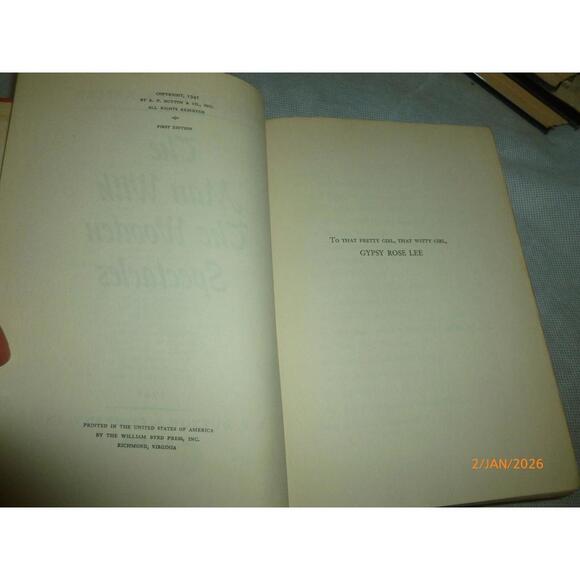 COPYRIGHT, 1941
BY E. P. DUTTON & CO., INC.
ALL RIGHTS RESERVED
FIRST EDITION
The
Man With
The Wooden
Spectacles
PRINTED IN THE UNITED STATES OF AMERICA
BY THE WILLIAM BYRD PRESS, INC.
RICHMOND, VIRGINIA
TO THAT PRETTY GIRL, THAT WITTY GIRL,
GYPSY ROSE LEE
2/JAN/2026